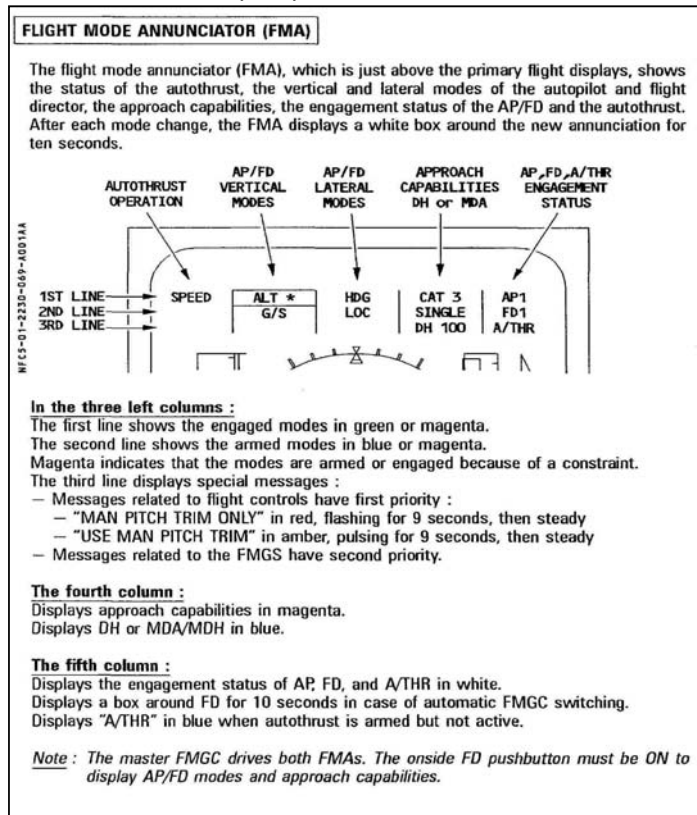 FLIGHT MODE ANNUNCIATOR (FMA)
The flight mode annunciator (FMA), which is just above the primary flight displays, shows
the status of the autothrust, the vertical and lateral modes of the autopilot and flight
director, the approach capabilities, the engagement status of the AP/FD and the autothrust.
After each mode change, the FMA displays a white box around the new annunciation for
ten seconds.
AUTOTHRUST OPERATION
AP/FD VERTICAL MODES
AP/FD LATERAL MODES
APPROACH CAPABILITIES DH or MDA
AP,FD,A/THR ENGAGEMENT STATUS
NFC5-01-2230-069-A001AA
1ST LINE SPEED ALT * HDG CAT 3 AP1
2ND LINE G/S LOC SINGLE FD1
3RD LINE DH 100 A/THR
In the three left columns :
The first line shows the engaged modes in green or magenta.
The second line shows the armed modes in blue or magenta.
Magenta indicates that the modes are armed or engaged because of a constraint.
The third line displays special messages :
— Messages related to flight controls have first priority :
— "MAN PITCH TRIM ONLY" in red, flashing for 9 seconds, then steady
— "USE MAN PITCH TRIM" in amber, pulsing for 9 seconds, then steady
— Messages related to the FMGS have second priority.
The fourth column :
Displays approach capabilities in magenta.
Displays DH or MDA/MDH in blue.
The fifth column :
Displays the engagement status of AP, FD, and A/THR in white.
Displays a box around FD for 10 seconds in case of automatic FMGC switching.
Displays "A/THR" in blue when autothrust is armed but not active.
Note : The master FMGC drives both FMAs. The onside FD pushbutton must be ON to
display AP/FD modes and approach capabilities.